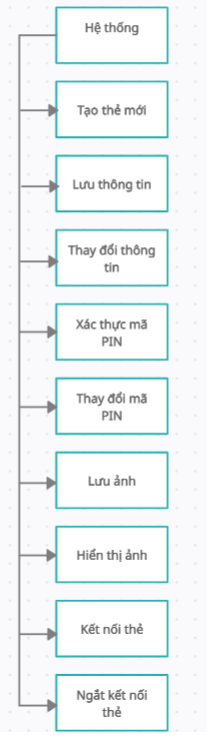 Hệ thống
Tạo thẻ mới
Lưu thông tin
Thay đổi thông
tin
Xác thực mã
PIN
Thay đổi mã
PIN
Lưu ảnh
Hiển thị ảnh
Kết nối thẻ
Ngắt kết nối
thẻ